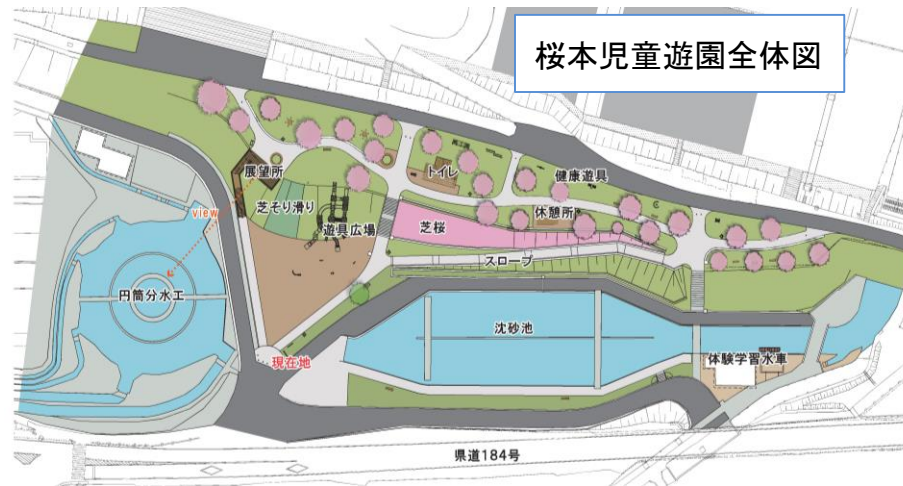 桜本児童遊園全体図
展望所
トイレ
健康遊具
芝そり滑り
view
遊具広場
休憩所
芝桜
スロープ
円筒分水工
沈砂池
現在地
体験学習水車
県道184号